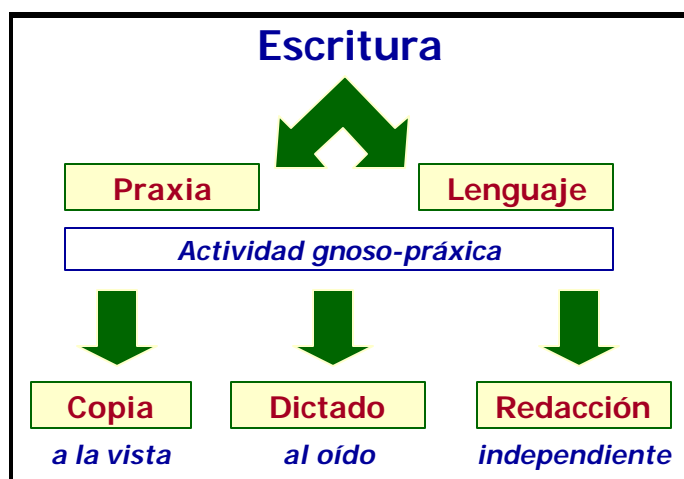 Escritura
Praxia
Lenguaje
Actividad gnoso-práxica
Copia
Dictado
Redacción
a la vista
al oído
independiente